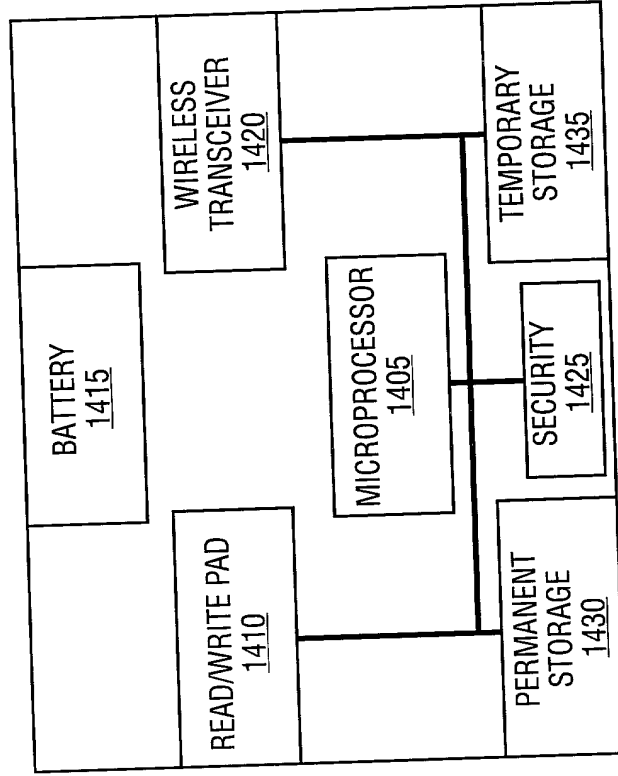 BATTERY
1415
READ/WRITE PAD
1410
WIRELESS
TRANSCEIVER
1420
MICROPROCESSOR
1405
PERMANENT
STORAGE
1430
SECURITY
1425
TEMPORARY
STORAGE
1435